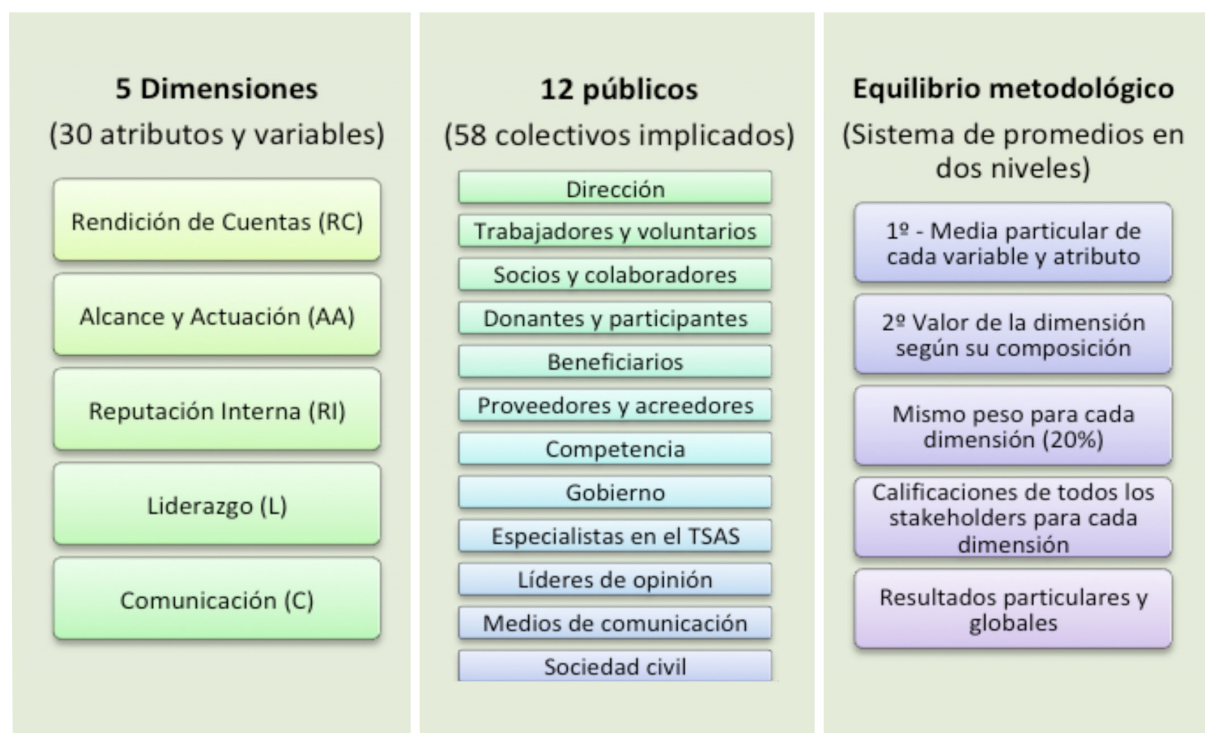 5 Dimensiones
(30 atributos y variables)
Rendición de Cuentas (RC)
Alcance y Actuación (AA)
Reputación Interna (RI)
Liderazgo (L)
Comunicación (C)
12 públicos
(58 colectivos implicados)
Dirección
Trabajadores y voluntarios
Socios y colaboradores
Donantes y participantes
Beneficiarios
Proveedores y acreedores
Competencia
Gobierno
Especialistas en el TSAS
Líderes de opinión
Medios de comunicación
Sociedad civil
Equilibrio metodológico
(Sistema de promedios en
dos niveles)
1º - Media particular de
cada variable y atributo
2º Valor de la dimensión
según su composición
Mismo peso para cada
dimensión (20%)
Calificaciones de todos los
stakeholders para cada
dimensión
Resultados particulares y
globales